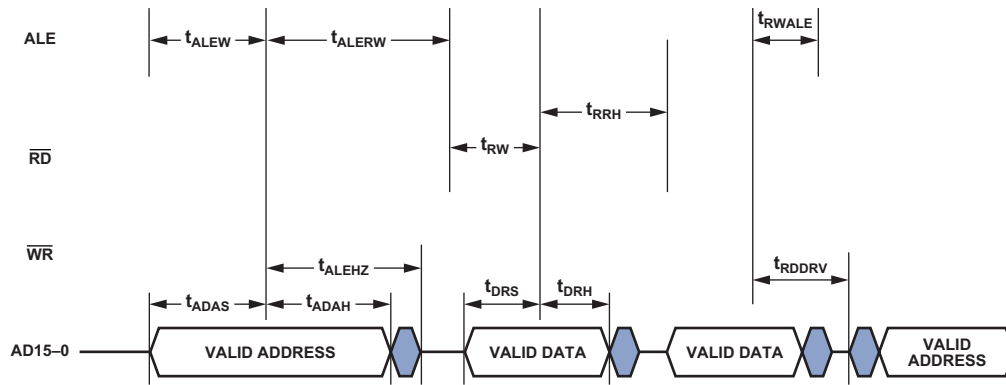 ALE
tALEW
tALERW
tRWALE
tRRH
RD
tRW
WR
tALEHZ
tRDDRV
tADAS
tADAH
tDRS
tDRH
AD15–0
VALID ADDRESS
VALID DATA
VALID DATA
VALID
ADDRESS